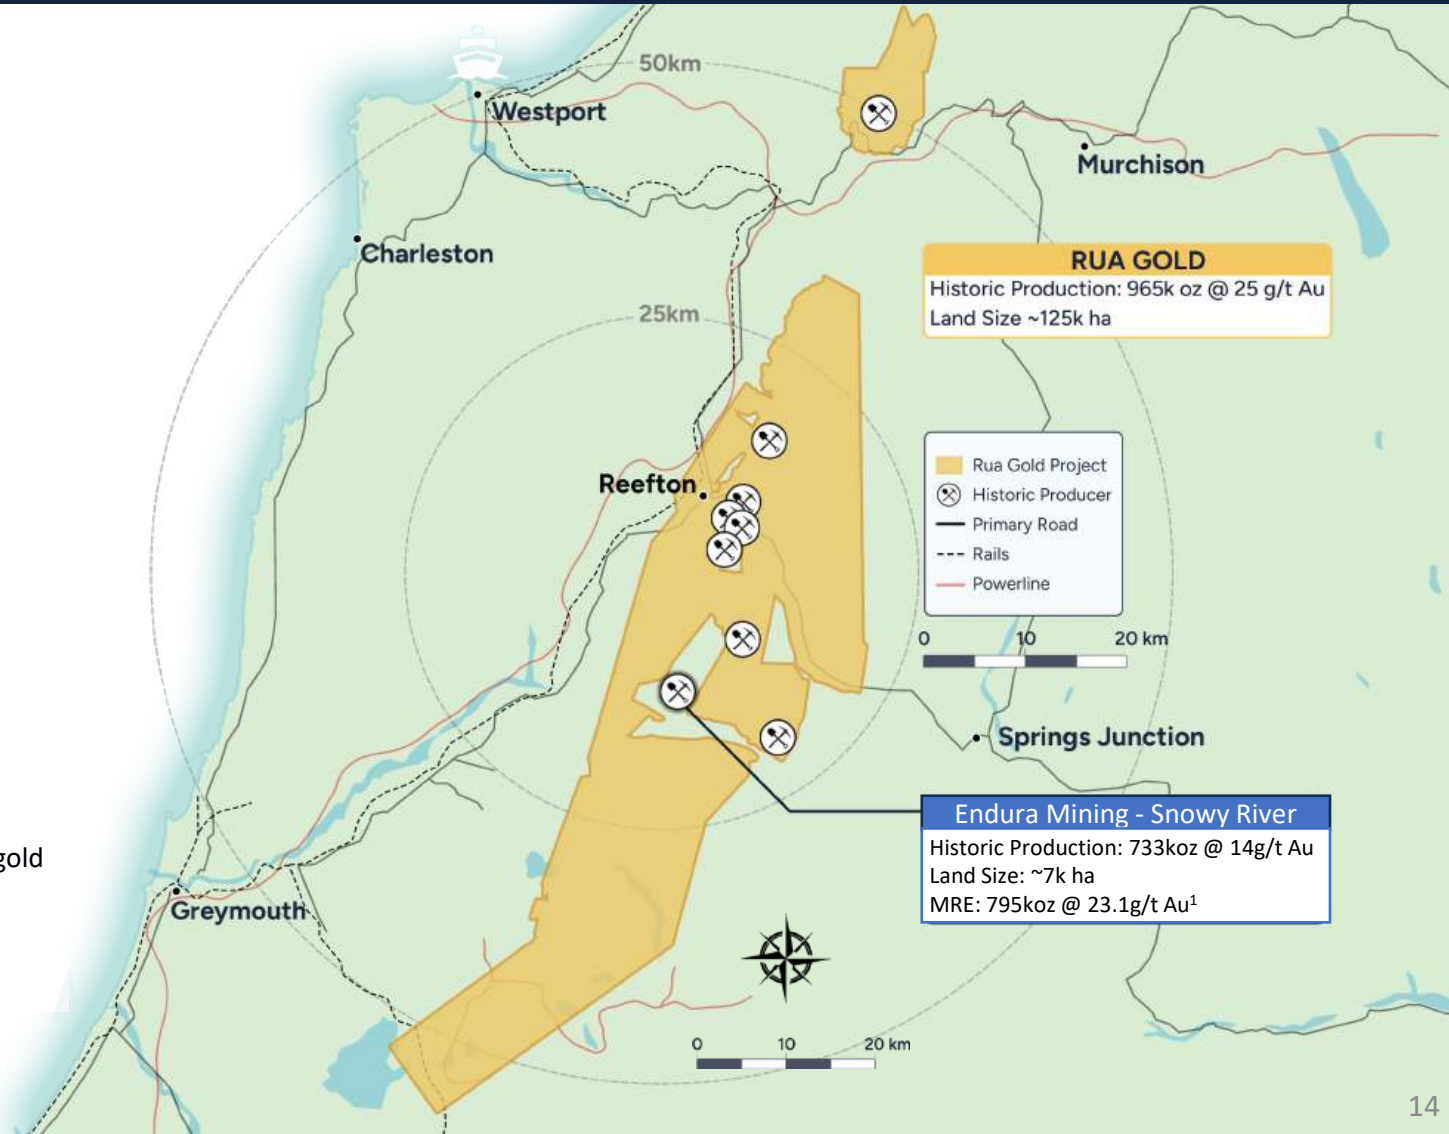 50km
Westport
Murchison
Charleston
RUA GOLD
Historic Production: 965k oz @ 25 g/t Au
Land Size ~125k ha
25km
Rua Gold Project
Historic Producer
Primary Road
Rails
Powerline
Reefton
0 10 20 km
Springs Junction
Endura Mining - Snowy River
Historic Production: 733koz @ 14g/t Au
Land Size: ~7k ha
MRE: 795koz @ 23.1g/t Au¹
gold
Greymouth
0 10 20 km
14